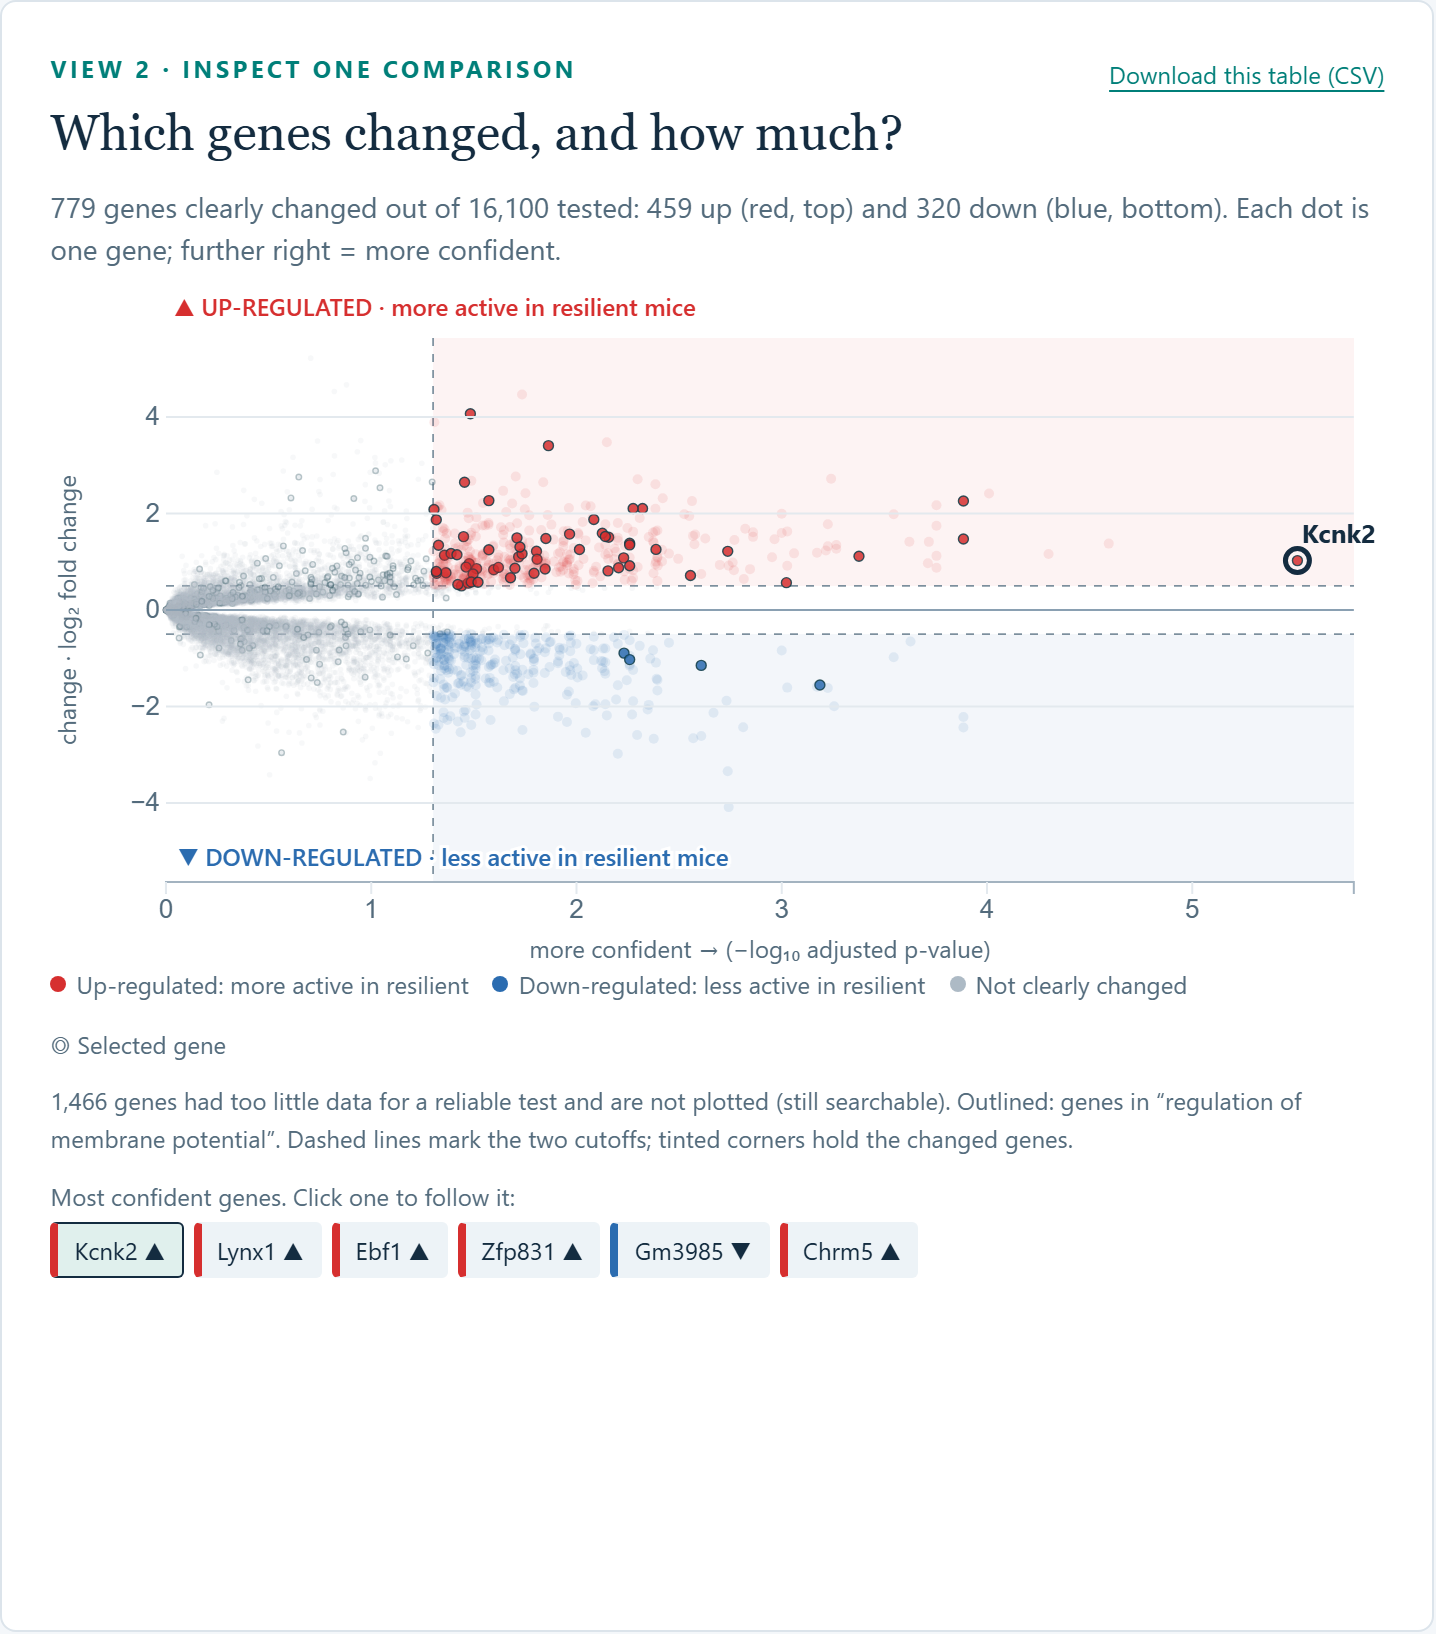 VIEW 2 · INSPECT ONE COMPARISON
Download this table (CSV)
Which genes changed, and how much?
779 genes clearly changed out of 16,100 tested: 459 up (red, top) and 320 down (blue, bottom). Each dot is
one gene; further right = more confident.
▲ UP-REGULATED · more active in resilient mice
4
2
0
−2
−4
change · log₂ fold change
Kcnk2
▼ DOWN-REGULATED · less active in resilient mice
0 1 2 3 4 5
more confident → (−log₁₀ adjusted p-value)
Up-regulated: more active in resilient Down-regulated: less active in resilient Not clearly changed
◎ Selected gene
1,466 genes had too little data for a reliable test and are not plotted (still searchable). Outlined: genes in “regulation of
membrane potential”. Dashed lines mark the two cutoffs; tinted corners hold the changed genes.
Most confident genes. Click one to follow it:
Kcnk2 ▲ Lynx1 ▲ Ebf1 ▲ Zfp831 ▲ Gm3985 ▼ Chrm5 ▲